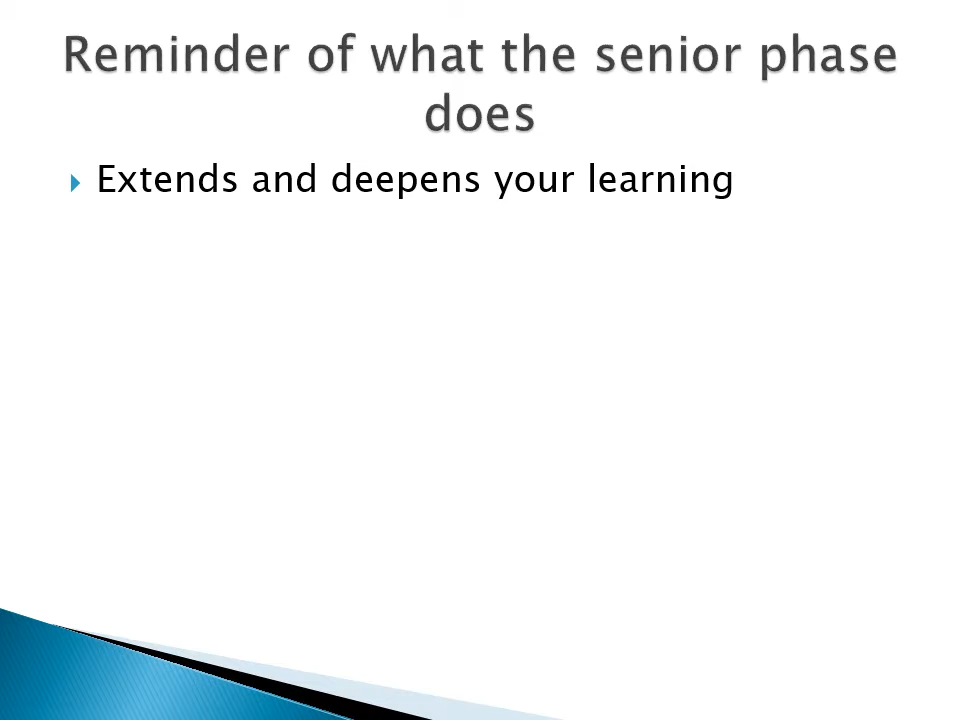 Reminder of what the senior phase
does
Extends and deepens your learning